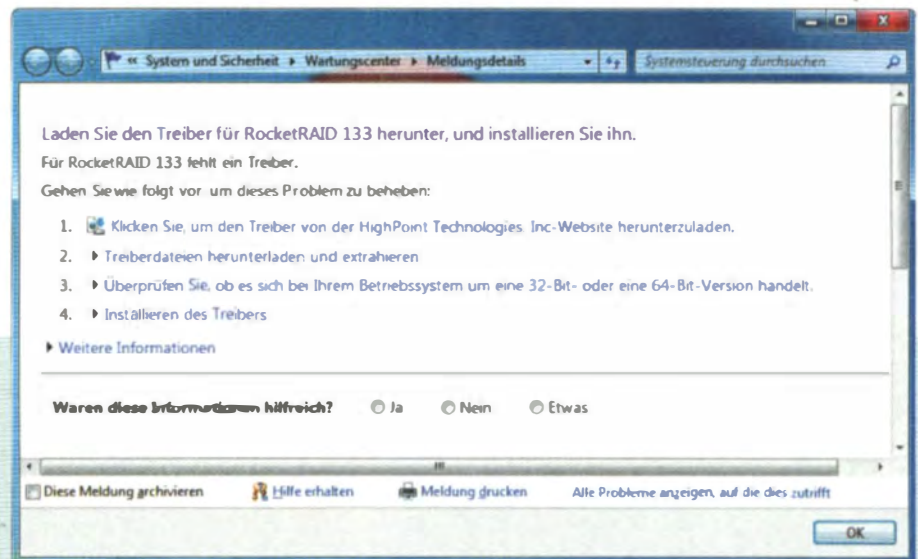 « System und Sicherheit ▸ Wartungscenter ▸ Meldungsdetails
Systemsteuerung durchsuchen
Laden Sie den Treiber für RocketRAID 133 herunter, und installieren Sie ihn.
Für RocketRAID 133 fehlt ein Treiber.
Gehen Sie wie folgt vor um dieses Problem zu beheben:
1. Klicken Sie, um den Treiber von der HighPoint Technologies Inc-Website herunterzuladen.
2. Treiberdateien herunterladen und extrahieren
3. Überprüfen Sie, ob es sich bei Ihrem Betriebssystem um eine 32-Bit- oder eine 64-Bit-Version handelt.
4. Installieren des Treibers
Weitere Informationen
Waren diese Informationen hilfreich? Ja Nein Etwas
Diese Meldung archivieren Hilfe erhalten Meldung drucken Alle Probleme anzeigen, auf die dies zutrifft
OK